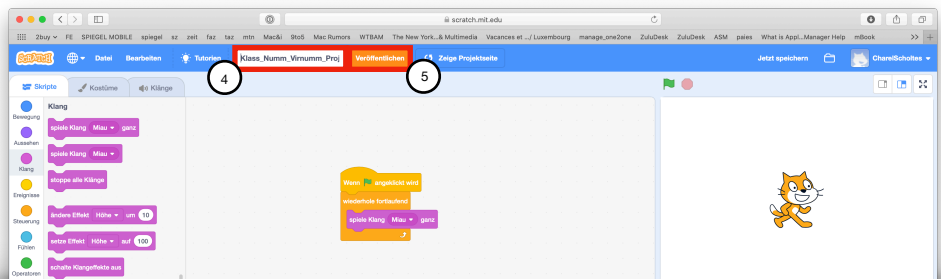 scratch.mit.edu
2buy FE SPIEGEL MOBILE spiegel sz zeit faz taz mtn Mac&i 9to5 Mac Rumors WTBAM The New York...& Multimedia Vacances et .../ Luxembourg manage_one2one ZuluDesk ZuluDesk ASM paies What is Appl...Manager Help mBook >> +
SCRATCH Datei Bearbeiten Tutorien Klass_Numm_Virnumm_Proj Veröffentlichen Zeige Projektseite Jetzt speichern CharelScholtes
4 5
Skripte Kostüme Klänge
Klang
Bewegung
spiele Klang Miau ganz
Aussehen
spiele Klang Miau
Klang
stoppe alle Klänge
Wenn angeklickt wird
Ereignisse
wiederhole fortlaufend
ändere Effekt Höhe um 10
spiele Klang Miau ganz
Steuerung
setze Effekt Höhe auf 100
Fühlen
schalte Klangeffekte aus
Operatoren